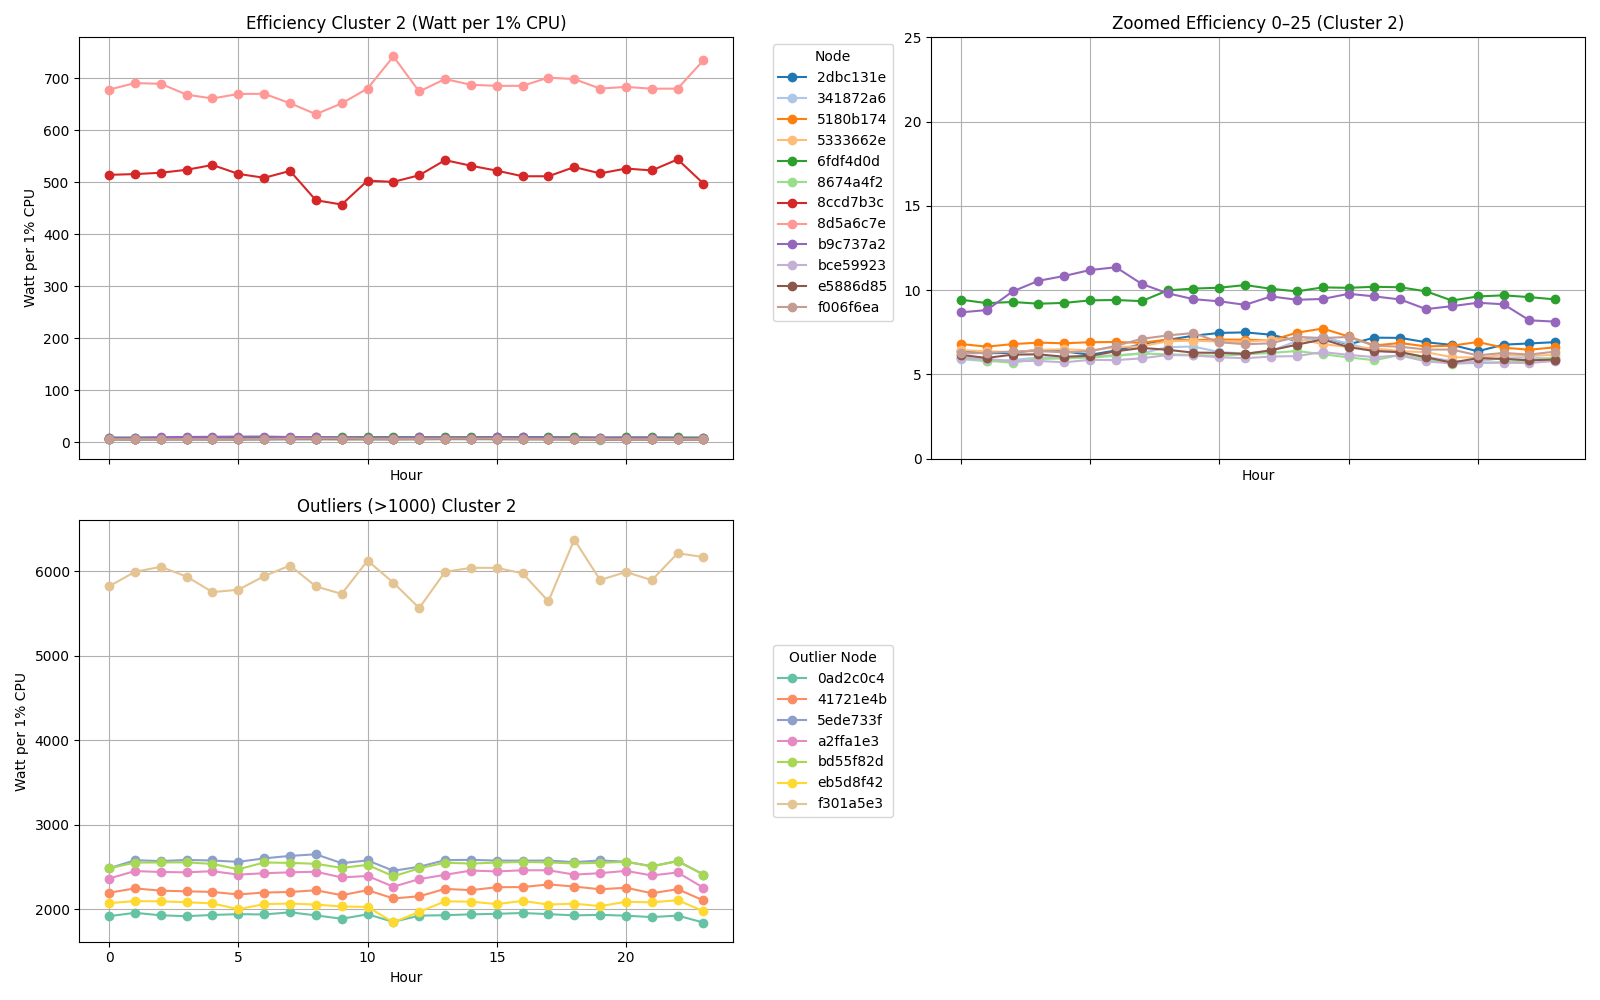 Efficiency Cluster 2 (Watt per 1% CPU)
700
600
500
400
300
200
100
0
Watt per 1% CPU
Hour
Node
2dbc131e
341872a6
5180b174
5333662e
6fdf4d0d
8674a4f2
8ccd7b3c
8d5a6c7e
b9c737a2
bce59923
e5886d85
f006f6ea
Zoomed Efficiency 0–25 (Cluster 2)
25
20
15
10
5
0
Hour
Outliers (>1000) Cluster 2
6000
5000
4000
3000
2000
Watt per 1% CPU
0 5 10 15 20
Hour
Outlier Node
0ad2c0c4
41721e4b
5ede733f
a2ffa1e3
bd55f82d
eb5d8f42
f301a5e3